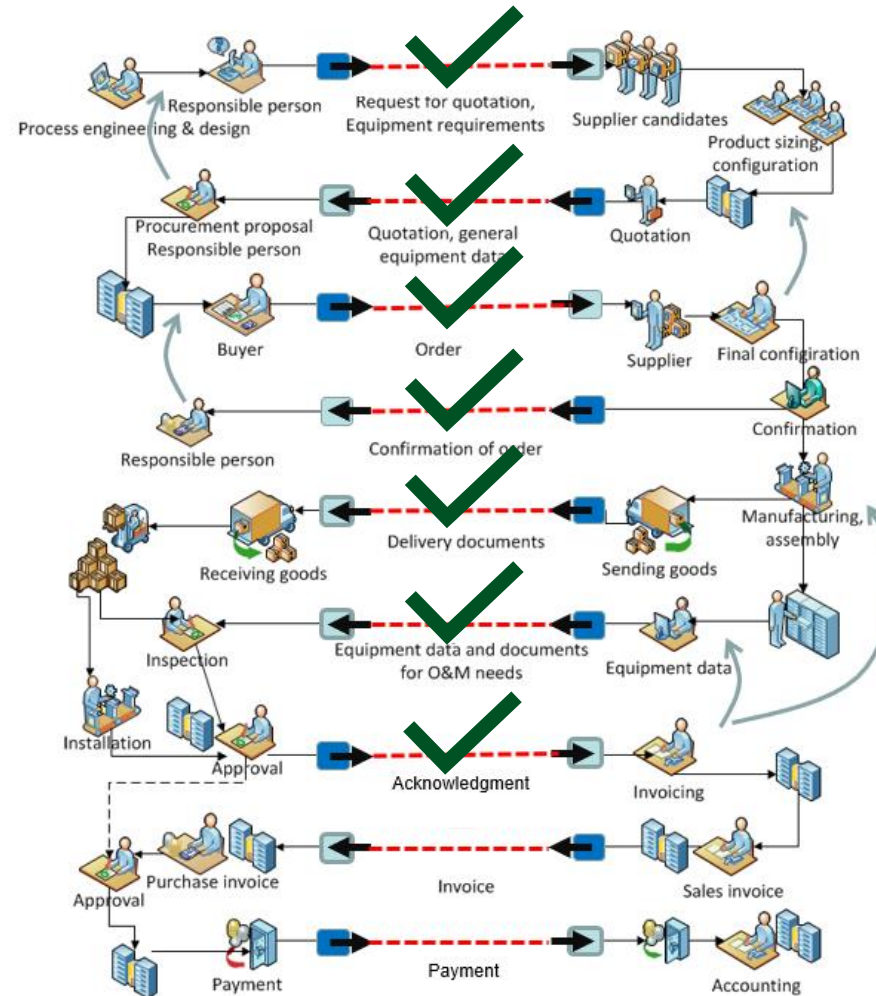 Responsible person
Process engineering & design
Request for quotation,
Equipment requirements
Supplier candidates
Product sizing,
configuration
Procurement proposal
Responsible person
Quotation, general
equipment data
Quotation
Buyer
Order
Supplier
Final configiration
Responsible person
Confirmation of order
Confirmation
Receiving goods
Delivery documents
Sending goods
Manufacturing,
assembly
Inspection
Equipment data and documents
for O&M needs
Equipment data
Installation
Approval
Acknowledgment
Invoicing
Approval
Purchase invoice
Invoice
Sales invoice
Payment
Payment
Accounting